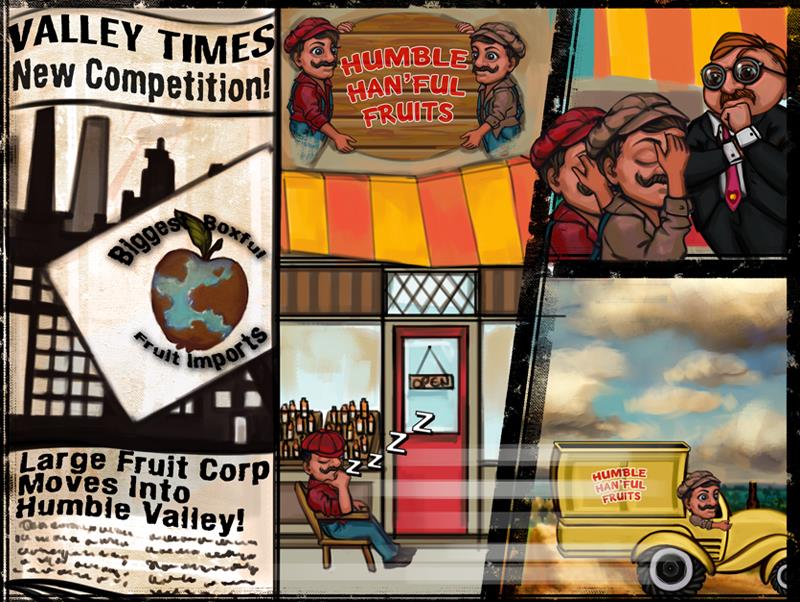 VALLEY TIMES
New Competition!
Biggest Boxful
Fruit Imports
Large Fruit Corp
Moves Into
Humble Valley!
HUMBLE
HAN'FUL
FRUITS
OPEN
Z Z Z Z Z
HUMBLE
HAN'FUL
FRUITS